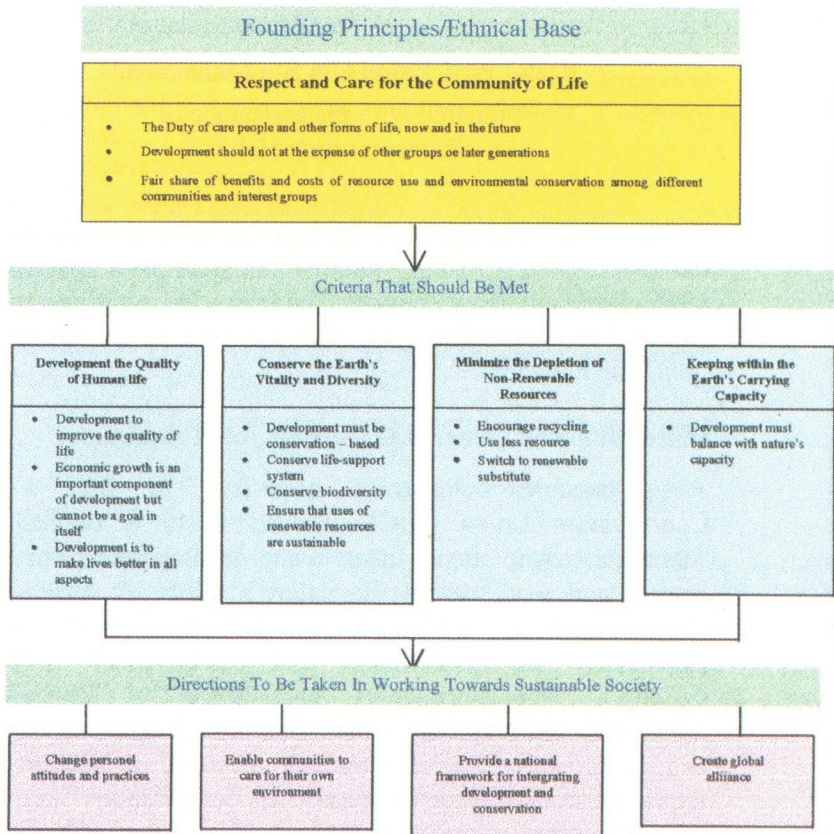 Founding Principles/Ethnical Base
Respect and Care for the Community of Life
• The Duty of care people and other forms of life, now and in the future
• Development should not at the expense of other groups oe later generations
• Fair share of benefits and costs of resource use and environmental conservation among different
communities and interest groups
Criteria That Should Be Met
Development the Quality
of Human life
• Development to
improve the quality of
life
• Economic growth is an
important component
of development but
cannot be a goal in
itself
• Development is to
make lives better in all
aspects
Conserve the Earth's
Vitality and Diversity
• Development must be
conservation – based
• Conserve life-support
system
• Conserve biodiversity
• Ensure that uses of
renewable resources
are sustainable
Minimize the Depletion of
Non-Renewable
Resources
• Encourage recycling
• Use less resource
• Switch to renewable
substitute
Keeping within the
Earth's Carrying
Capacity
• Development must
balance with nature's
capacity
Directions To Be Taken In Working Towards Sustainable Society
Change personel
attitudes and practices
Enable communities to
care for their own
environment
Provide a national
framework for intergrating
development and
conservation
Create global
alliiance